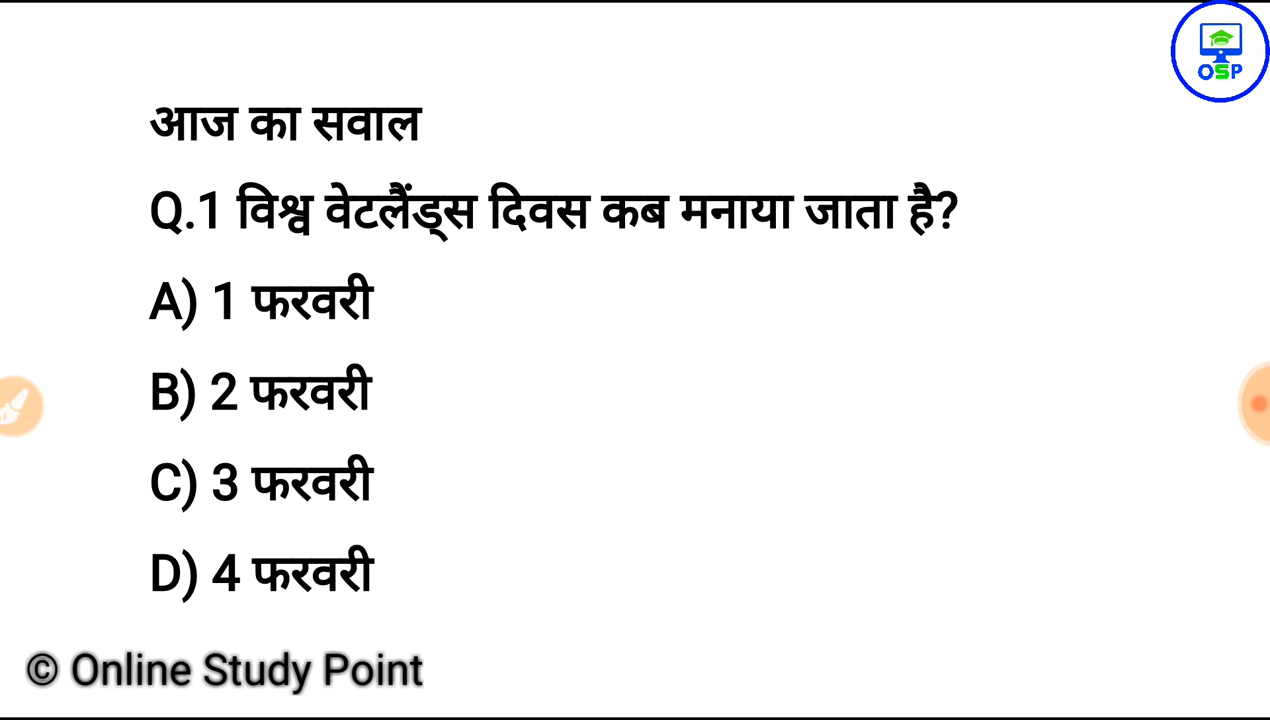 OSP
आज का सवाल
Q.1 विश्व वेटलैंड्स दिवस कब मनाया जाता है?
A) 1 फरवरी
B) 2 फरवरी
C) 3 फरवरी
D) 4 फरवरी
© Online Study Point